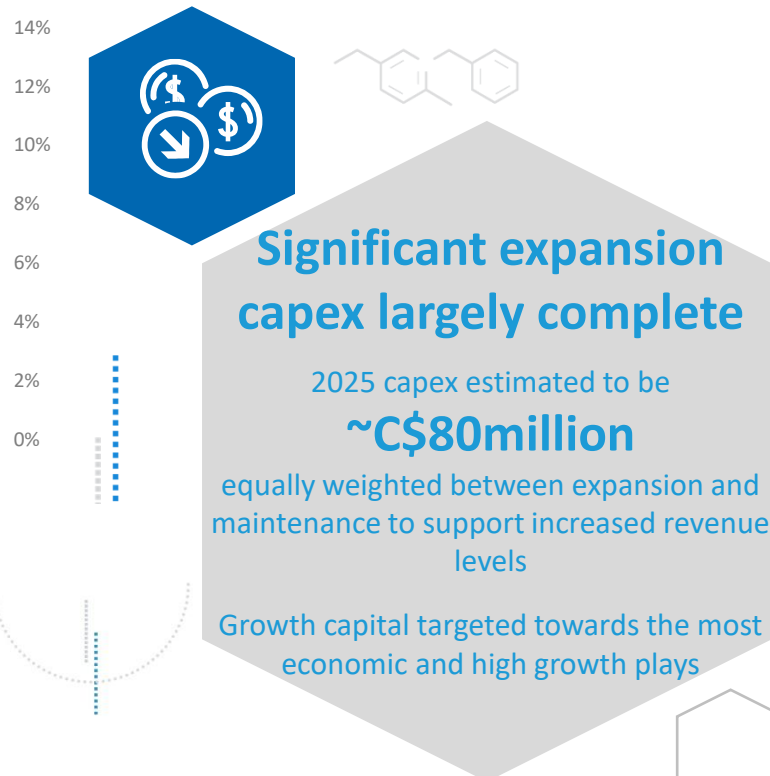 14%
12%
10%
8%
6%
4%
2%
0%
$
$
Significant expansion
capex largely complete
2025 capex estimated to be
~C$80million
equally weighted between expansion and
maintenance to support increased revenue
levels
Growth capital targeted towards the most
economic and high growth plays